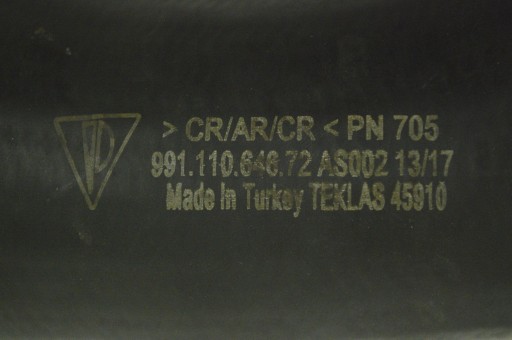 > CR/AR/CR < PN 705
991.110.646.72 AS002 13/17
Made In Turkey TEKLAS 45910